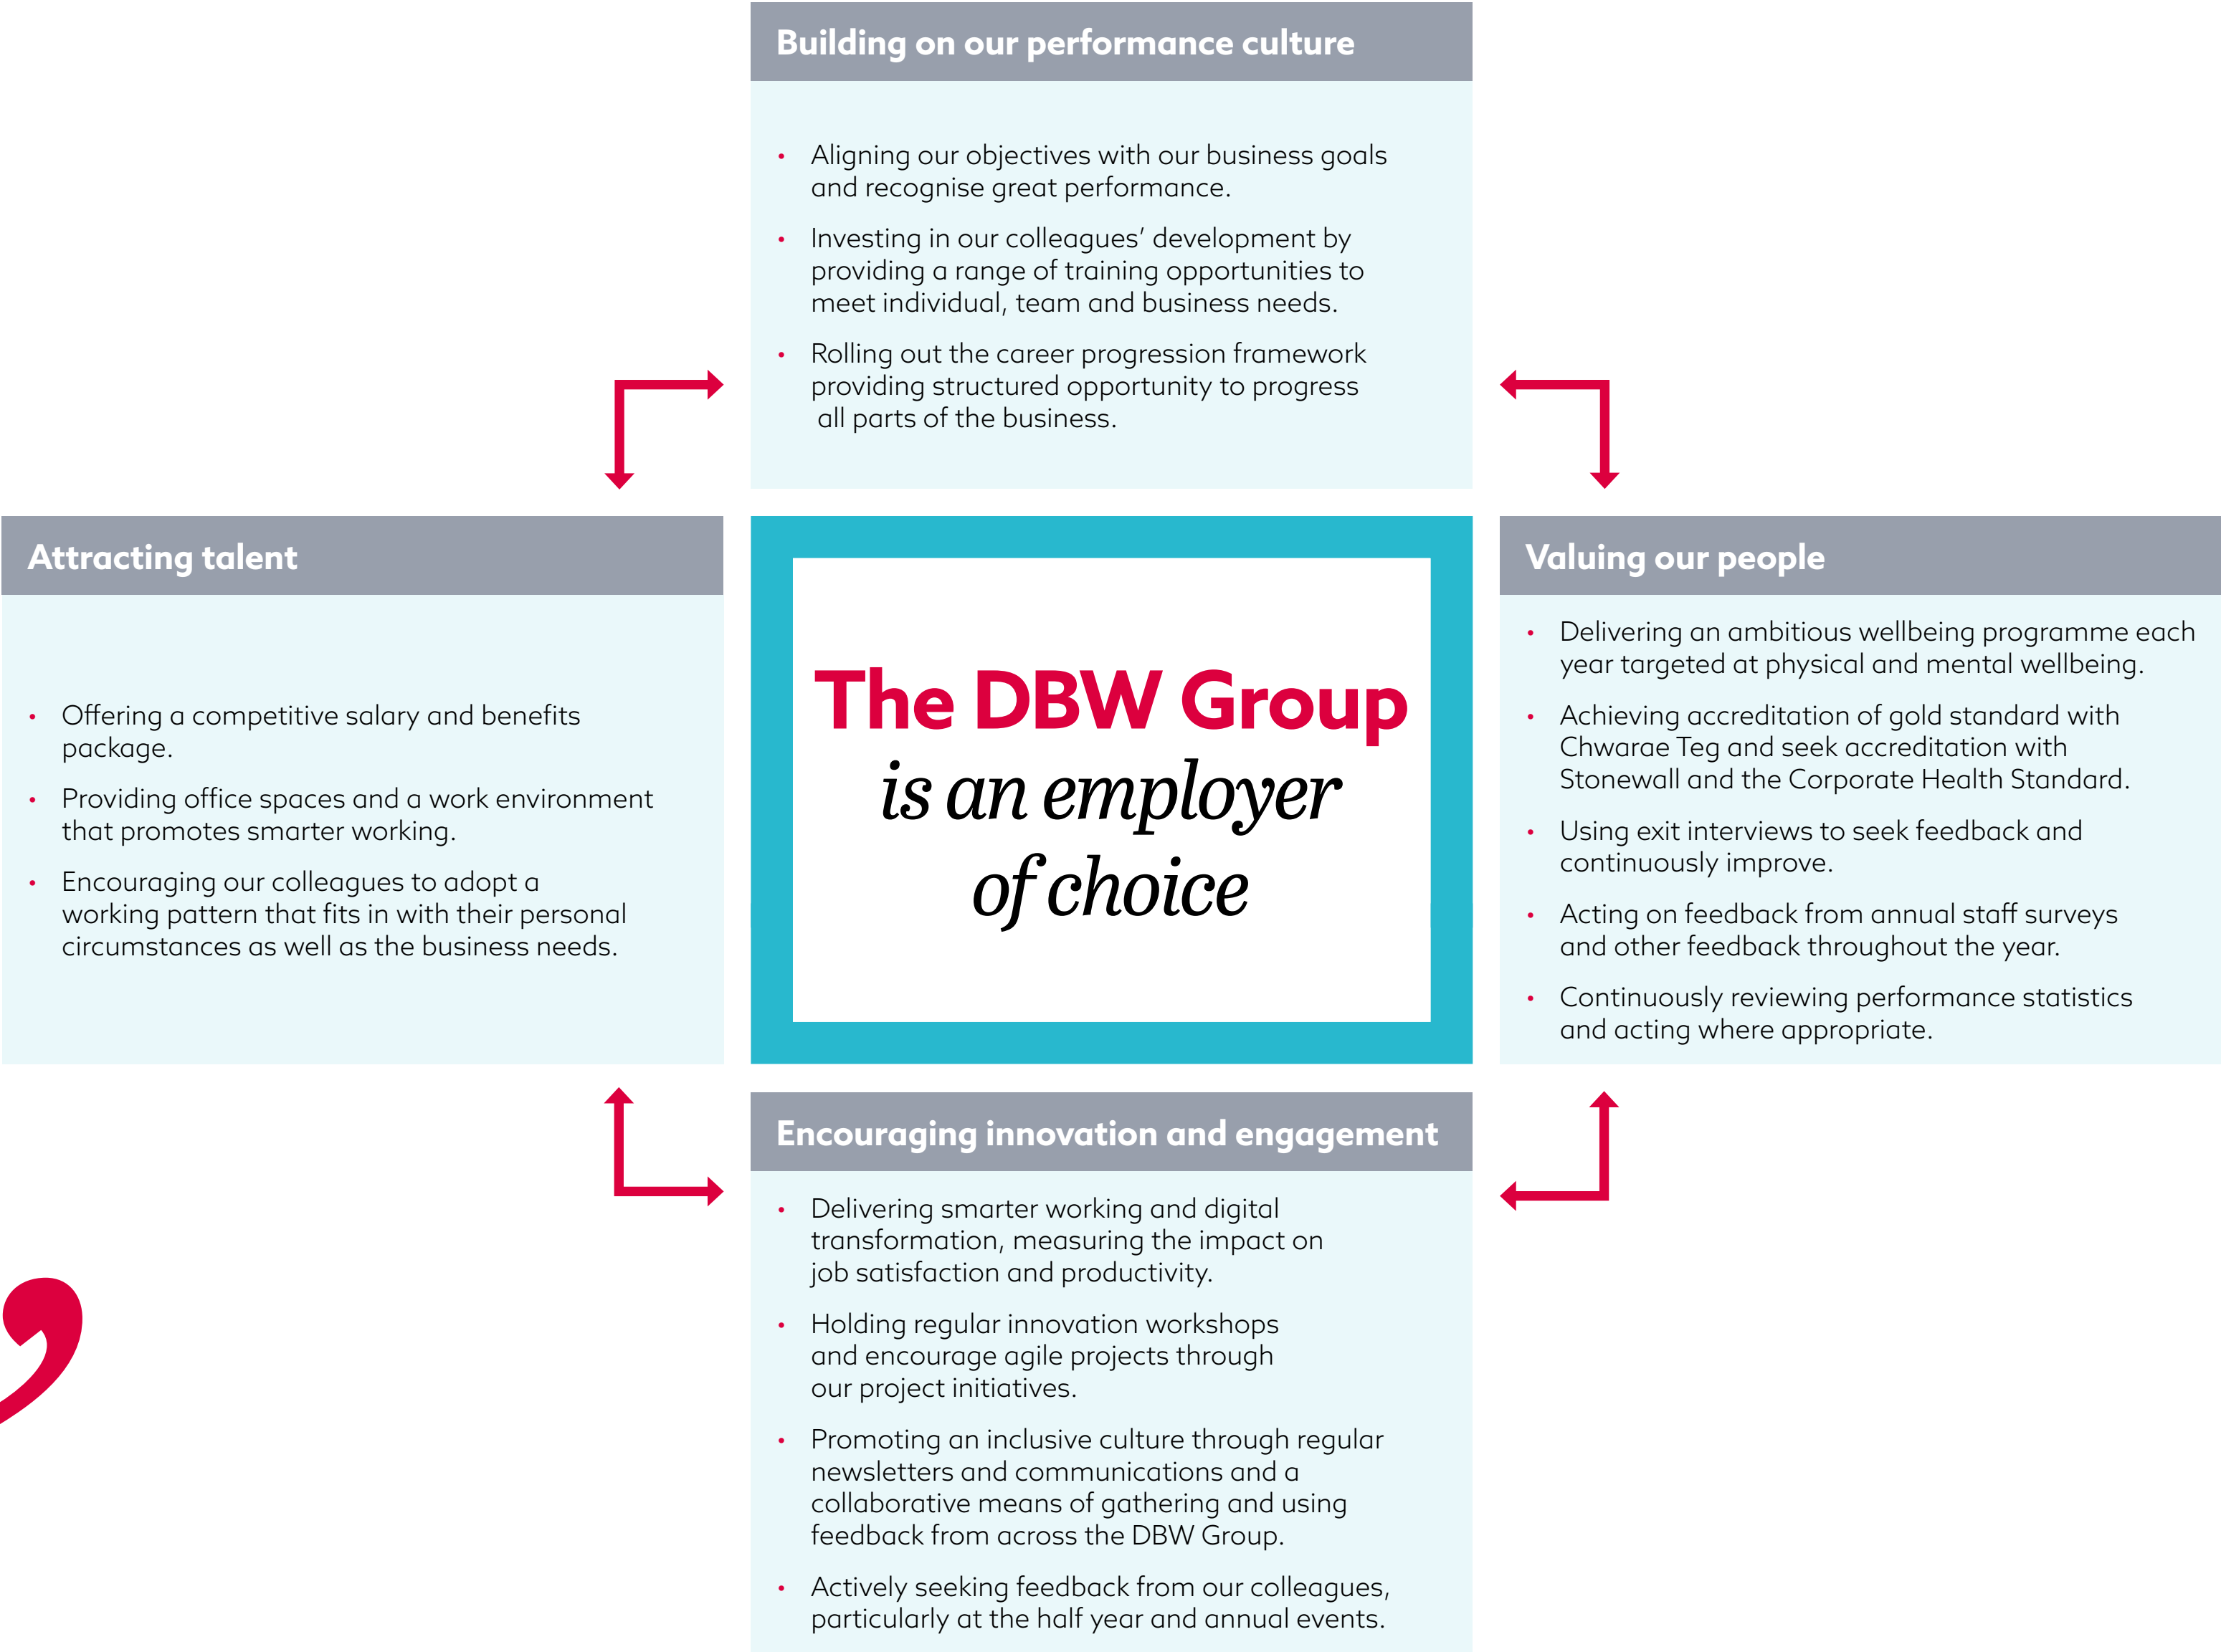 Building on our performance culture
• Aligning our objectives with our business goals
and recognise great performance.
• Investing in our colleagues’ development by
providing a range of training opportunities to
meet individual, team and business needs.
• Rolling out the career progression framework
providing structured opportunity to progress
all parts of the business.
Attracting talent
• Offering a competitive salary and benefits
package.
• Providing office spaces and a work environment
that promotes smarter working.
• Encouraging our colleagues to adopt a
working pattern that fits in with their personal
circumstances as well as the business needs.
The DBW Group
is an employer
of choice
Valuing our people
• Delivering an ambitious wellbeing programme each
year targeted at physical and mental wellbeing.
• Achieving accreditation of gold standard with
Chwarae Teg and seek accreditation with
Stonewall and the Corporate Health Standard.
• Using exit interviews to seek feedback and
continuously improve.
• Acting on feedback from annual staff surveys
and other feedback throughout the year.
• Continuously reviewing performance statistics
and acting where appropriate.
Encouraging innovation and engagement
• Delivering smarter working and digital
transformation, measuring the impact on
job satisfaction and productivity.
• Holding regular innovation workshops
and encourage agile projects through
our project initiatives.
• Promoting an inclusive culture through regular
newsletters and communications and a
collaborative means of gathering and using
feedback from across the DBW Group.
• Actively seeking feedback from our colleagues,
particularly at the half year and annual events.